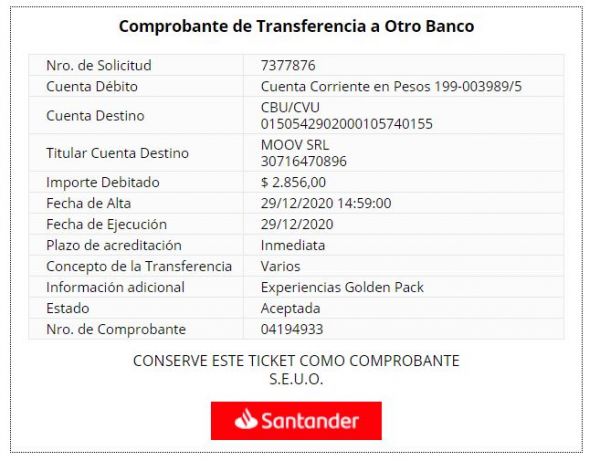 Comprobante de Transferencia a Otro Banco
Nro. de Solicitud 7377876
Cuenta Débito Cuenta Corriente en Pesos 199-003989/5
Cuenta Destino CBU/CVU
0150542902000105740155
Titular Cuenta Destino MOOV SRL
30716470896
Importe Debitado $ 2.856,00
Fecha de Alta 29/12/2020 14:59:00
Fecha de Ejecución 29/12/2020
Plazo de acreditación Inmediata
Concepto de la Transferencia Varios
Información adicional Experiencias Golden Pack
Estado Aceptada
Nro. de Comprobante 04194933
CONSERVE ESTE TICKET COMO COMPROBANTE
S.E.U.O.
Santander